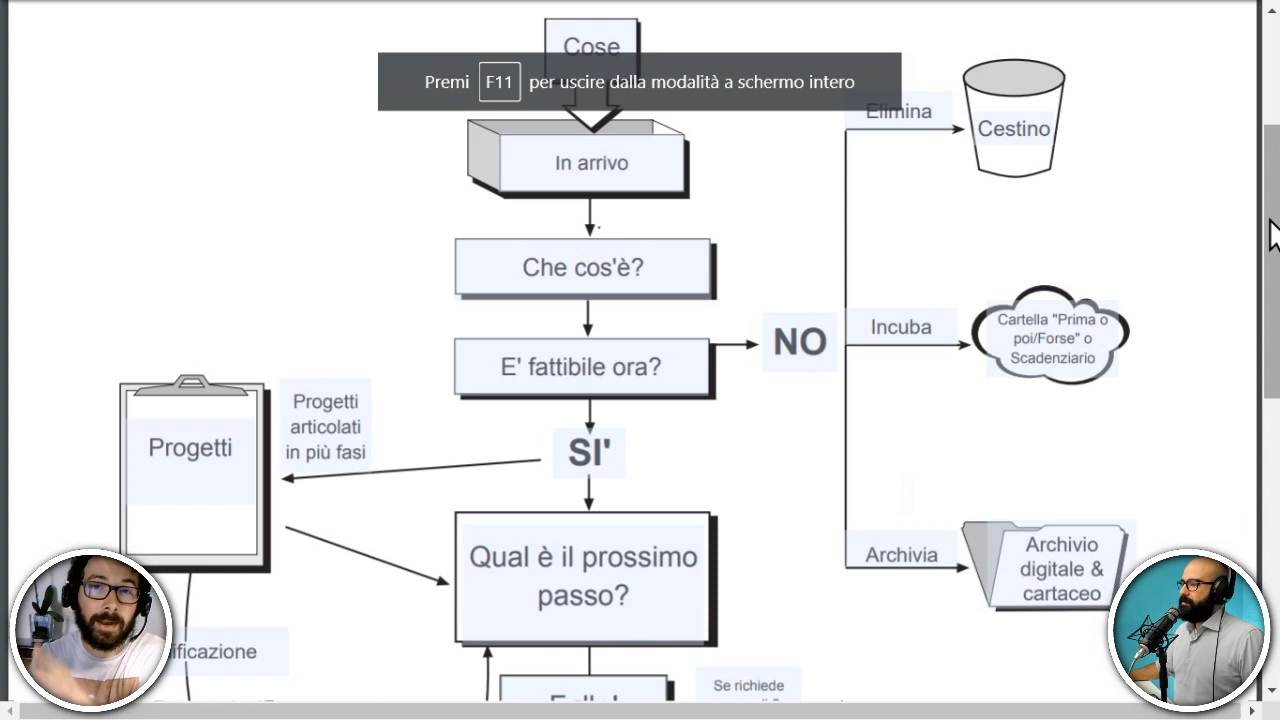 Cose
Premi F11 per uscire dalla modalità a schermo intero
Elimina
Cestino
In arrivo
Che cos'è?
Incuba
Cartella "Prima o
poi/Forse" o
Scadenziario
NO
E' fattibile ora?
Progetti
articolati
in più fasi
Progetti
SI'
Qual è il prossimo
passo?
Archivia
Archivio
digitale &
cartaceo
ificazione
Se richiede